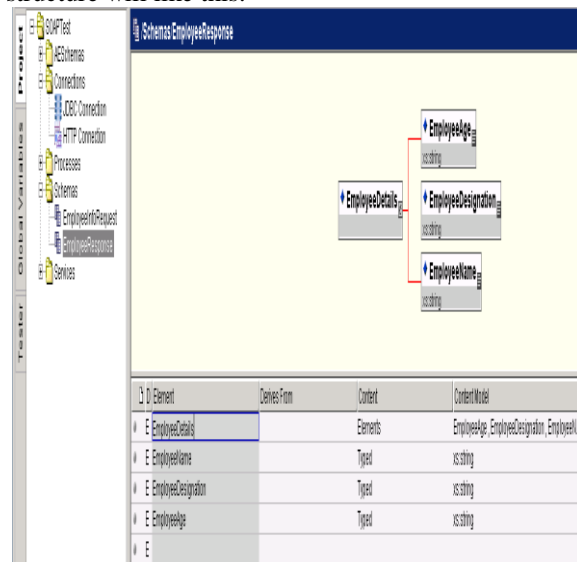 structure will like this:
Project
Global Variables
Tester
SOAPTest
AESchemas
Connections
JDBC Connection
HTTP Connection
Processes
Schemas
EmployeeInfoRequest
EmployeeResponse
Services
/Schemas/EmployeeResponse
EmployeeAge
xs:string
EmployeeDetails
EmployeeDesignation
xs:string
EmployeeName
xs:string
D Element Derives From Content Content Model
E EmployeeDetails Elements EmployeeAge , EmployeeDesignation , EmployeeN
E EmployeeName Typed xs:string
E EmployeeDesignation Typed xs:string
E EmployeeAge Typed xs:string
E